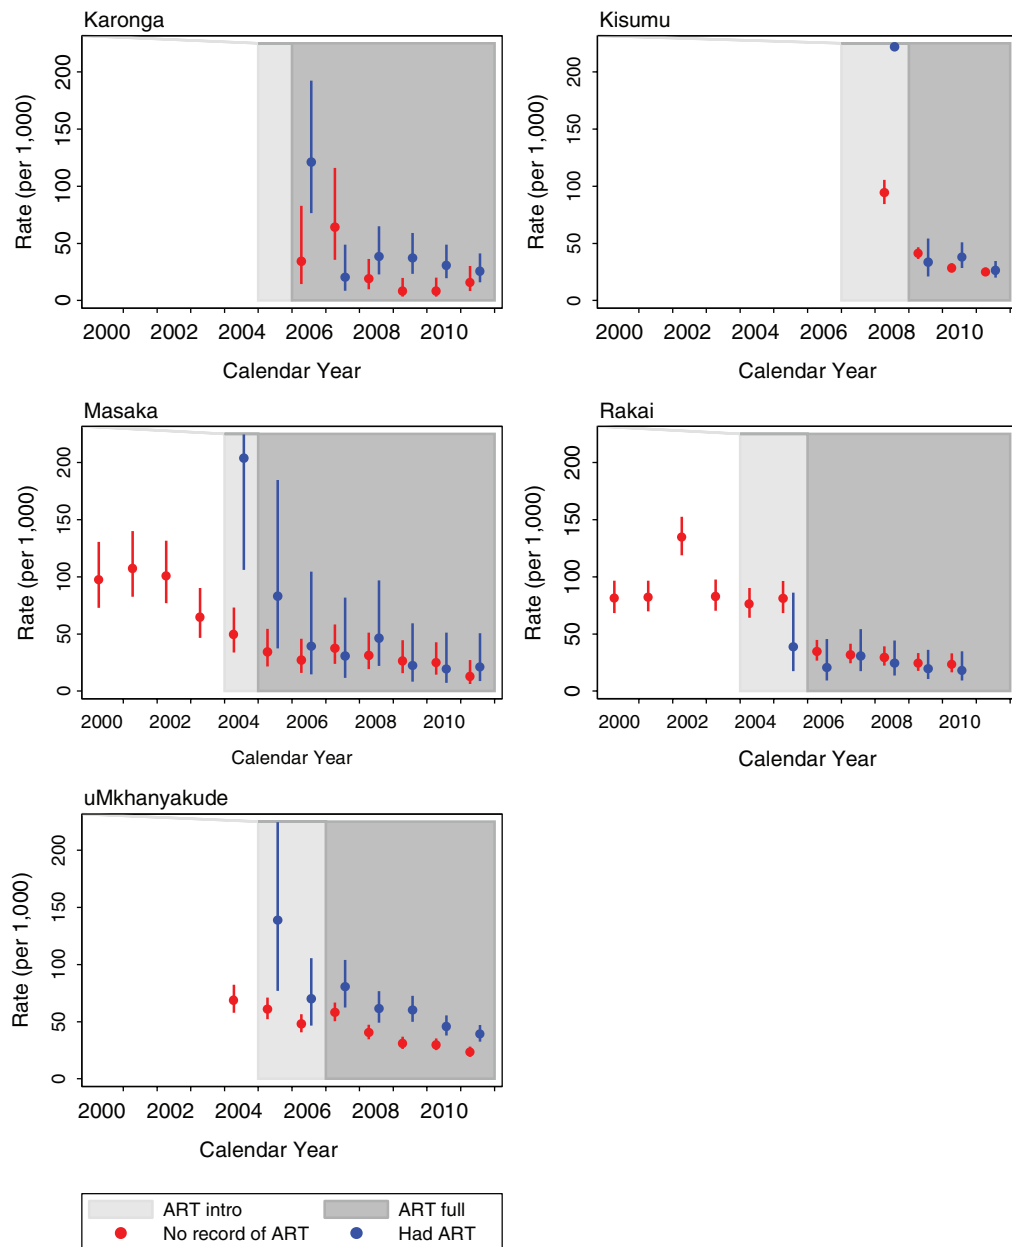 Karonga
Rate (per 1,000)
200
150
100
50
0
2000 2002 2004 2006 2008 2010
Calendar Year
Kisumu
Rate (per 1,000)
200
150
100
50
0
2000 2002 2004 2006 2008 2010
Calendar Year
Masaka
Rate (per 1,000)
200
150
100
50
0
2000 2002 2004 2006 2008 2010
Calendar Year
Rakai
Rate (per 1,000)
200
150
100
50
0
2000 2002 2004 2006 2008 2010
Calendar Year
uMkhanyakude
Rate (per 1,000)
200
150
100
50
0
2000 2002 2004 2006 2008 2010
Calendar Year
ART intro ART full
No record of ART Had ART